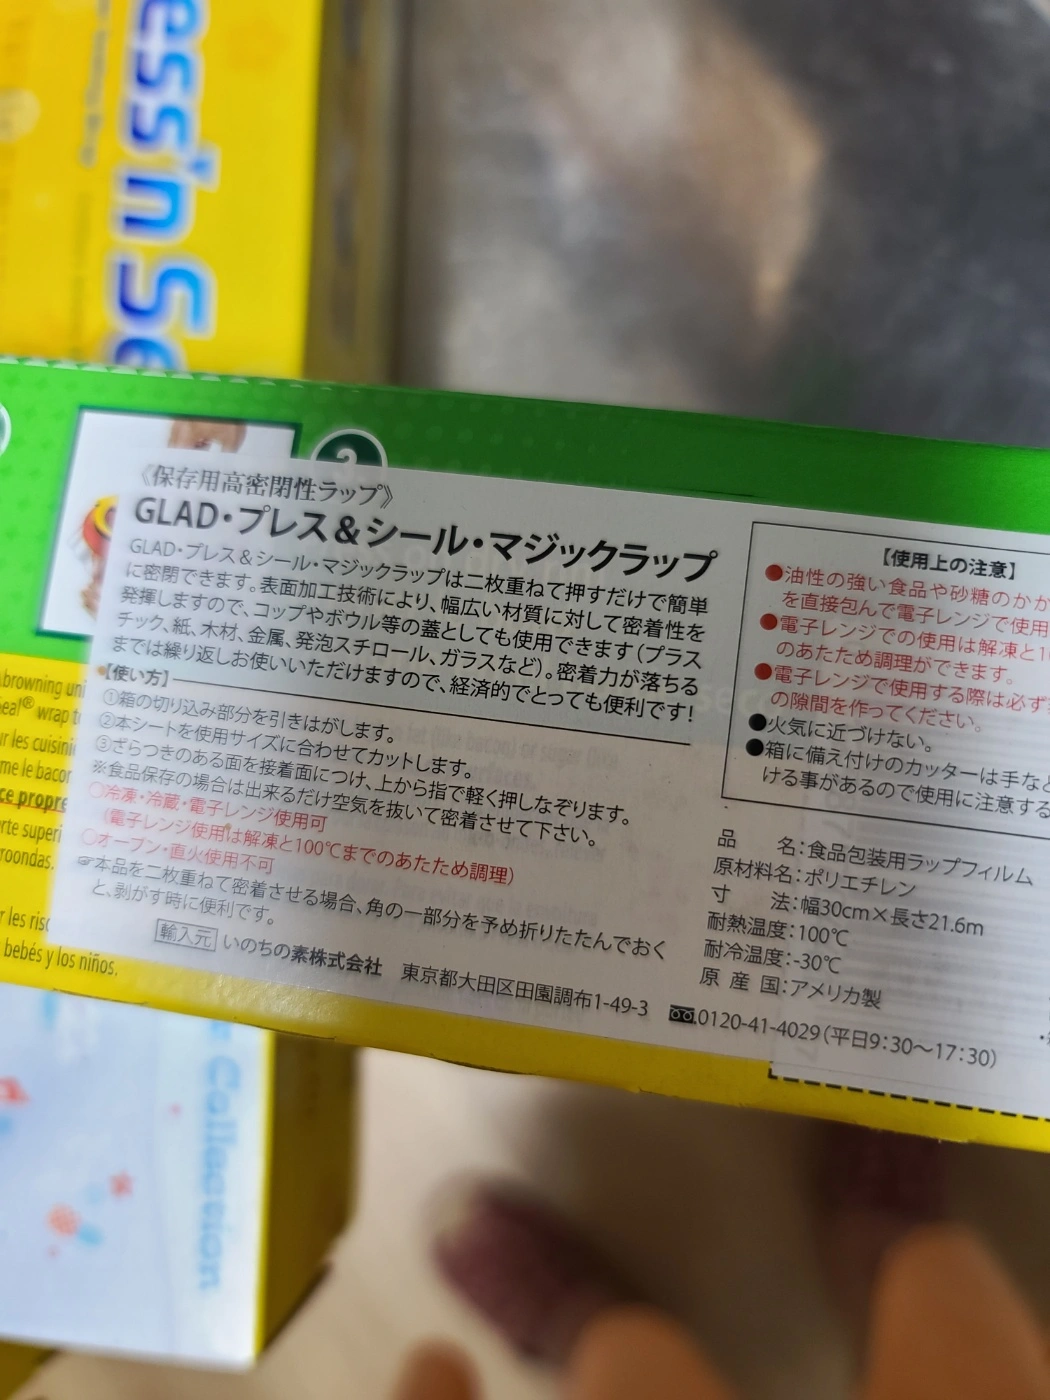 ess'n Se
2
《保存用高密閉性ラップ》
GLAD・プレス＆シール・マジックラップ
GLAD・プレス＆シール・マジックラップは二枚重ねて押すだけで簡単
に密閉できます。表面加工技術により、幅広い材質に対して密着性を
発揮しますので、コップやボウル等の蓋としても使用できます（プラス
チック、紙、木材、金属、発泡スチロール、ガラスなど）。密着力が落ちる
までは繰り返しお使いいただけますので、経済的でとっても便利です！
【使い方】
①箱の切り込み部分を引きはがします。
②本シートを使用サイズに合わせてカットします。
③ざらつきのある面を接着面につけ、上から指で軽く押しなぞります。
※食品保存の場合は出来るだけ空気を抜いて密着させて下さい。
○冷凍・冷蔵・電子レンジ使用可
（電子レンジ使用は解凍と100℃までのあたため調理）
○オーブン・直火使用不可
☞本品を二枚重ねて密着させる場合、角の一部分を予め折りたたんでおく
と、剥がす時に便利です。
輸入元 いのちの素株式会社 東京都大田区田園調布1-49-3 0120-41-4029（平日9：30～17：30）
【使用上の注意】
●油性の強い食品や砂糖のかか
を直接包んで電子レンジで使用
●電子レンジでの使用は解凍と1
のあたため調理ができます。
●電子レンジで使用する際は必ず
の隙間を作ってください。
●火気に近づけない。
●箱に備え付けのカッターは手など
ける事があるので使用に注意する
品 名：食品包装用ラップフィルム
原材料名：ポリエチレン
寸 法：幅30cm×長さ21.6m
耐熱温度：100℃
耐冷温度：-30℃
原産国：アメリカ製
browning uni
eal® wrap t
ur les cuisini
me le bacon
ce propre
rte superi
roondas.
r les risq
bebés y los niños.
Collection